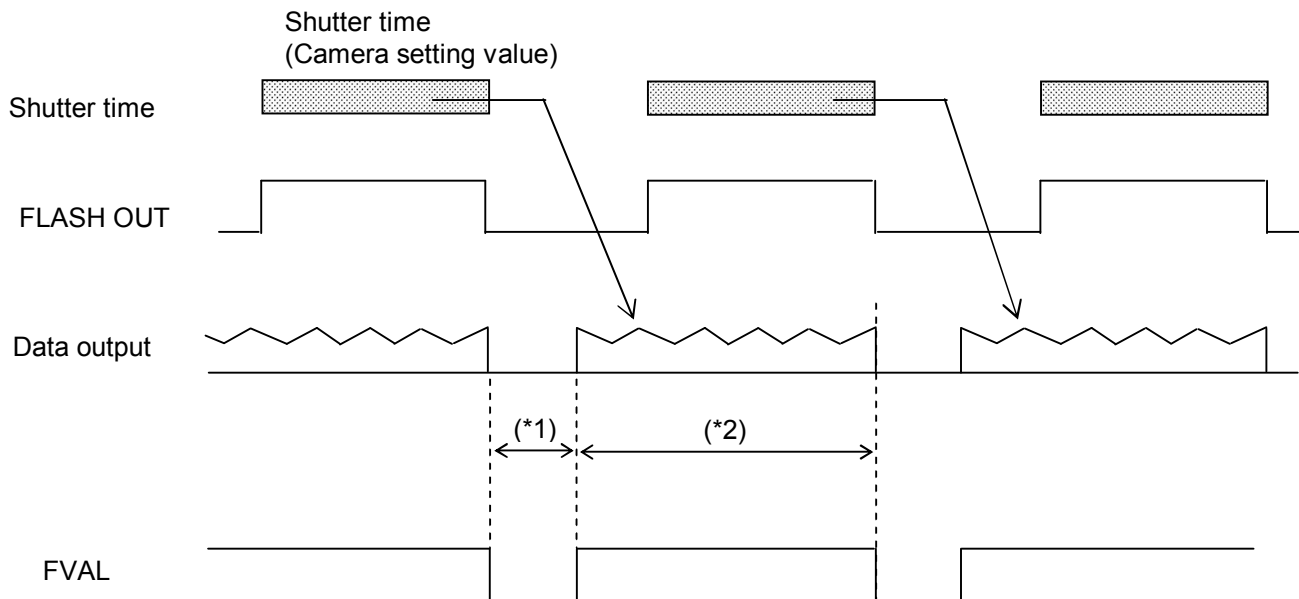 Shutter time
(Camera setting value)
Shutter time
FLASH OUT
Data output
(*1)
(*2)
FVAL